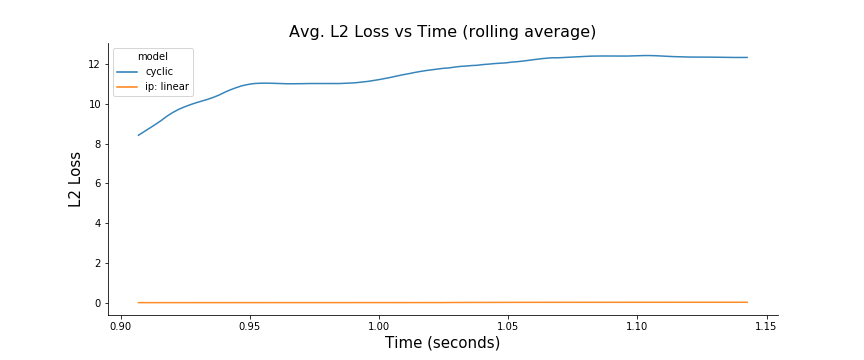 Avg. L2 Loss vs Time (rolling average)
model
cyclic
ip: linear
L2 Loss
12
10
8
6
4
2
0
0.90
0.95
1.00
1.05
1.10
1.15
Time (seconds)